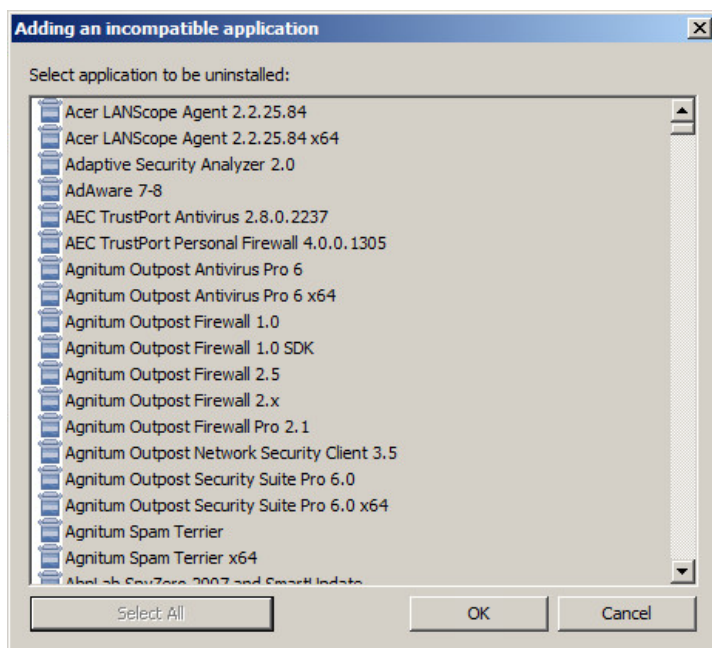 Adding an incompatible application
Select application to be uninstalled:
Acer LANScope Agent 2.2.25.84
Acer LANScope Agent 2.2.25.84 x64
Adaptive Security Analyzer 2.0
AdAware 7-8
AEC TrustPort Antivirus 2.8.0.2237
AEC TrustPort Personal Firewall 4.0.0.1305
Agnitum Outpost Antivirus Pro 6
Agnitum Outpost Antivirus Pro 6 x64
Agnitum Outpost Firewall 1.0
Agnitum Outpost Firewall 1.0 SDK
Agnitum Outpost Firewall 2.5
Agnitum Outpost Firewall 2.x
Agnitum Outpost Firewall Pro 2.1
Agnitum Outpost Network Security Client 3.5
Agnitum Outpost Security Suite Pro 6.0
Agnitum Outpost Security Suite Pro 6.0 x64
Agnitum Spam Terrier
Agnitum Spam Terrier x64
AhnLab SpyZero 2007 and SmartUpdate
Select All
OK
Cancel